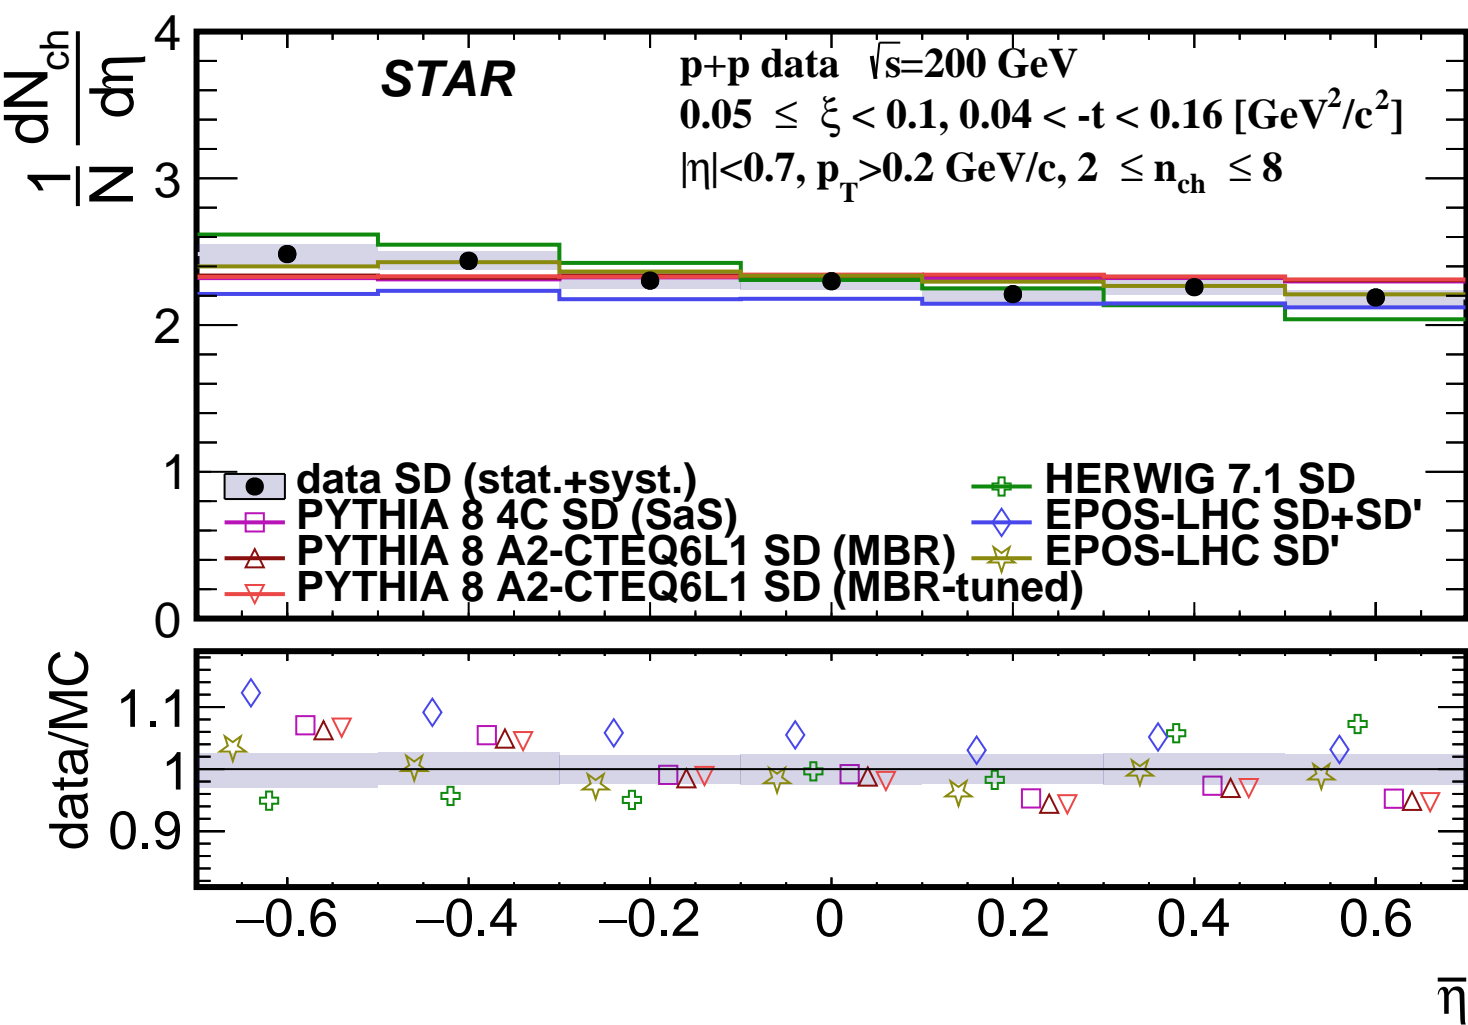 1/N dN_ch/dη
STAR
p+p data √s=200 GeV
0.05 ≤ ξ < 0.1, 0.04 < -t < 0.16 [GeV²/c²]
|η|<0.7, p_T>0.2 GeV/c, 2 ≤ n_ch ≤ 8
4
3
2
1
0
data SD (stat.+syst.)
PYTHIA 8 4C SD (SaS)
PYTHIA 8 A2-CTEQ6L1 SD (MBR)
PYTHIA 8 A2-CTEQ6L1 SD (MBR-tuned)
HERWIG 7.1 SD
EPOS-LHC SD+SD'
EPOS-LHC SD'
data/MC
1.1
1
0.9
−0.6 −0.4 −0.2 0 0.2 0.4 0.6
η̅